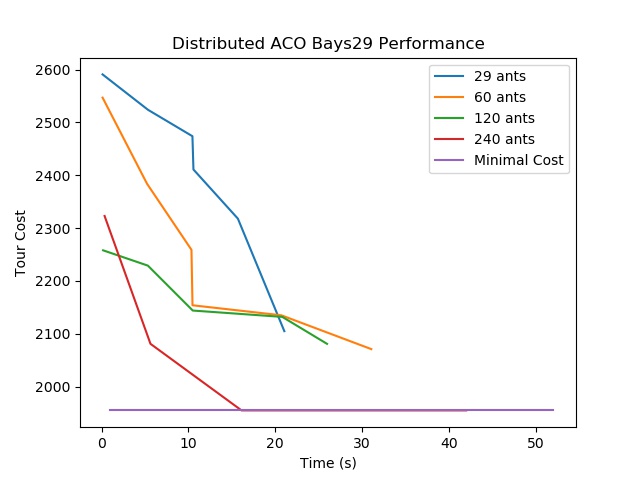 Distributed ACO Bays29 Performance
29 ants
60 ants
120 ants
240 ants
Minimal Cost
Tour Cost
2600
2500
2400
2300
2200
2100
2000
0 10 20 30 40 50
Time (s)